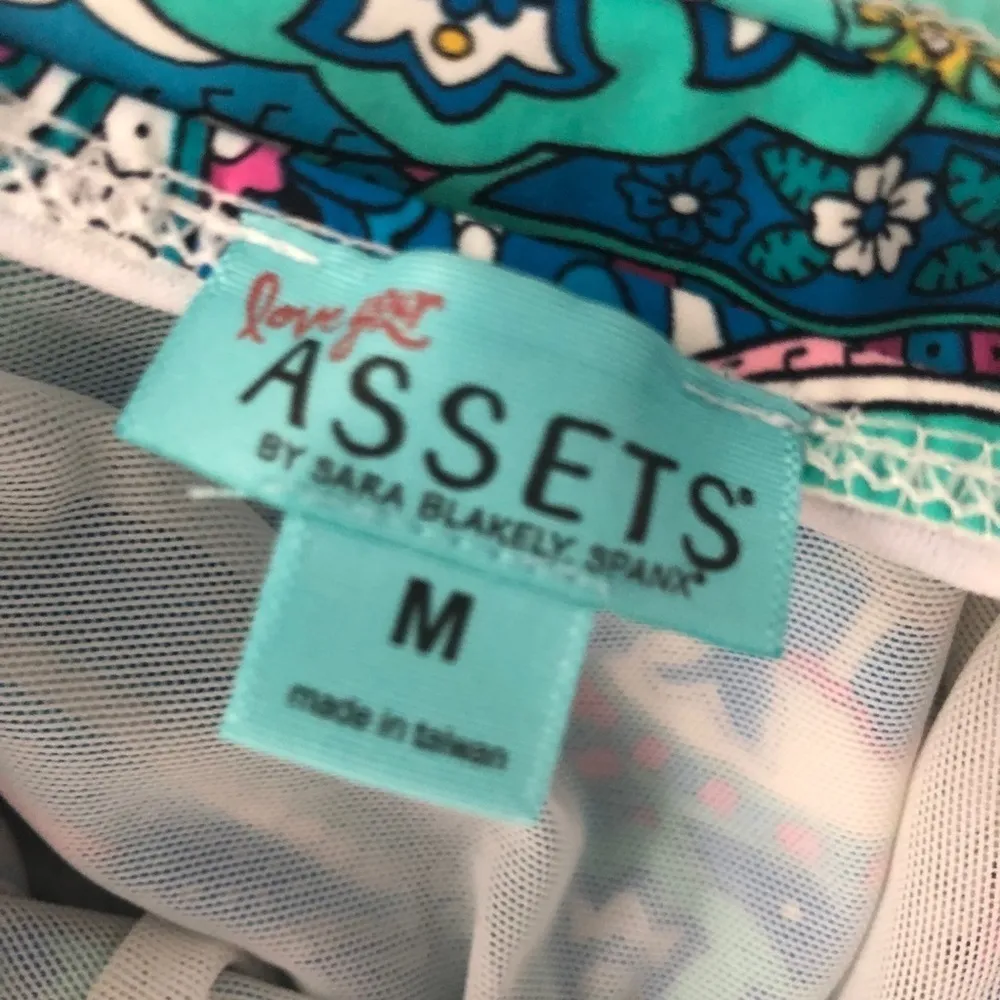 love your
ASSETS®
BY SARA BLAKELY, SPANX®
M
made in taiwan